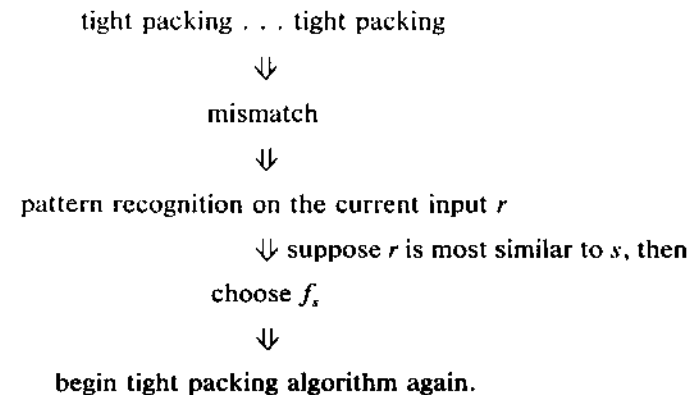 tight packing . . . tight packing
⇓
mismatch
⇓
pattern recognition on the current input r
⇓ suppose r is most similar to s, then
choose fₛ
⇓
begin tight packing algorithm again.